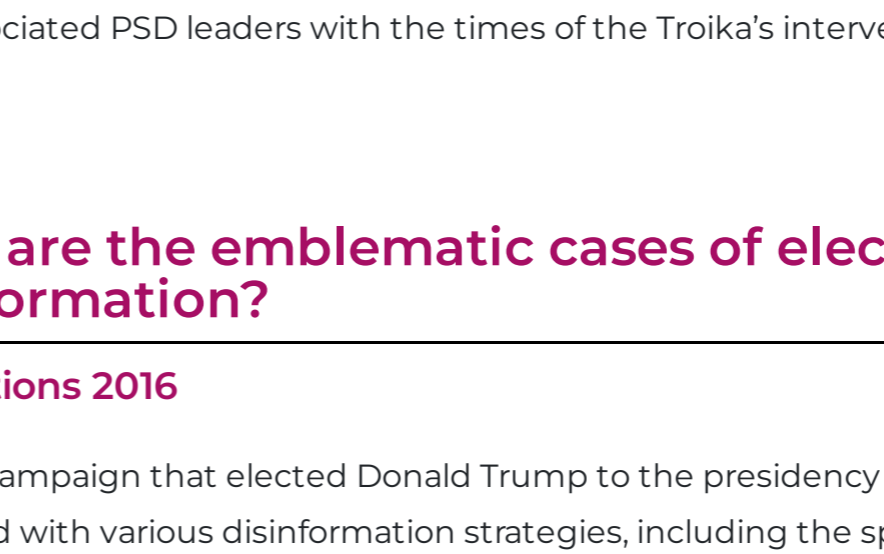 ciated PSD leaders with the times of the Troika’s interve
are the emblematic cases of elec
ormation?
tions 2016
ampaign that elected Donald Trump to the presidency
d with various disinformation strategies, including the sp